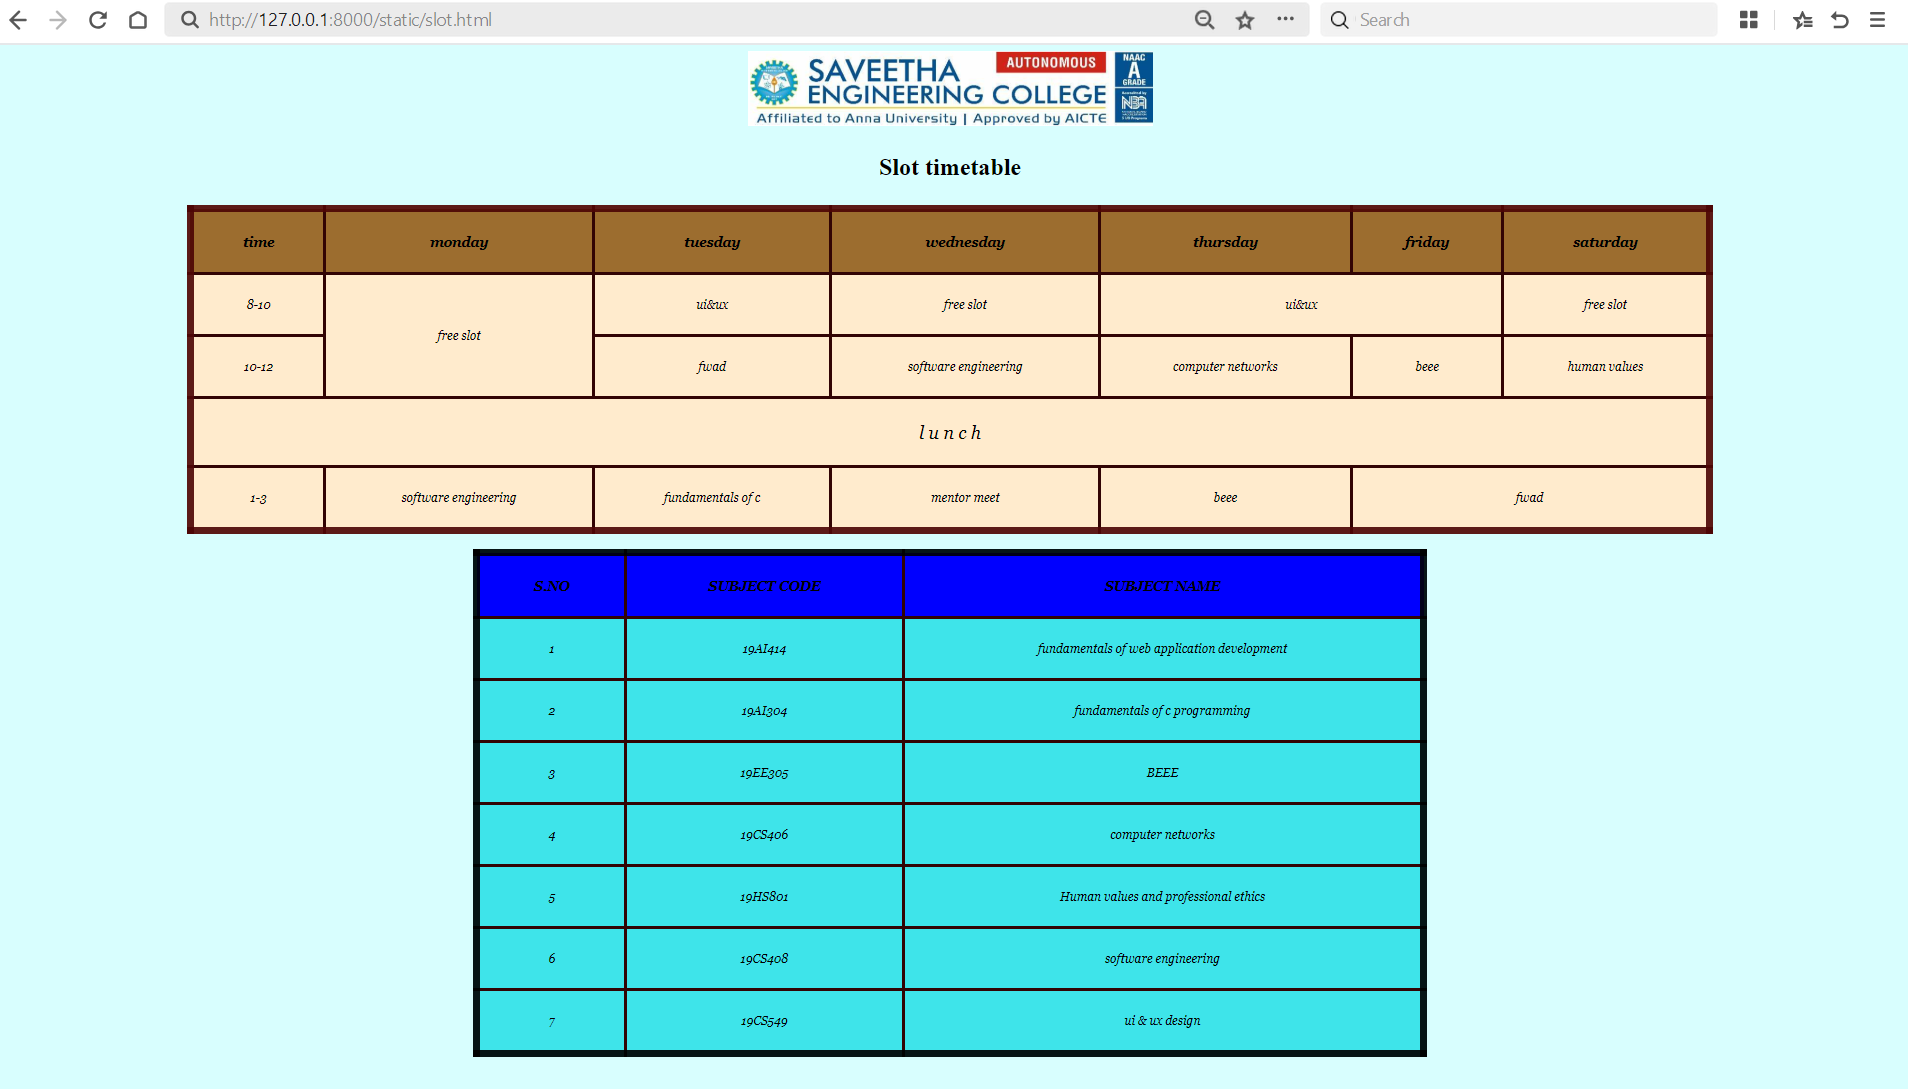 http://127.0.0.1:8000/static/slot.html
Search
AUTONOMOUS
SAVEETHA
ENGINEERING COLLEGE
Affiliated to Anna University | Approved by AICTE
NAAC
A
GRADE
Accredited by
NBA
Slot timetable
time monday tuesday wednesday thursday friday saturday
8-10 free slot ui&ux free slot ui&ux free slot
10-12 fwad software engineering computer networks beee human values
l u n c h
1-3 software engineering fundamentals of c mentor meet beee fwad
S.NO SUBJECT CODE SUBJECT NAME
1 19AI414 fundamentals of web application development
2 19AI304 fundamentals of c programming
3 19EE305 BEEE
4 19CS406 computer networks
5 19HS801 Human values and professional ethics
6 19CS408 software engineering
7 19CS549 ui & ux design